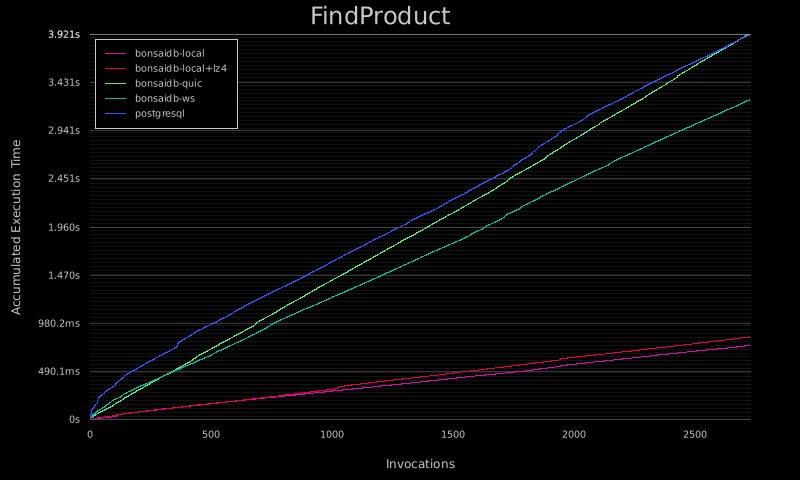 FindProduct
3.921s
bonsaidb-local
bonsaidb-local+lz4
bonsaidb-quic
bonsaidb-ws
postgresql
3.431s
2.941s
2.451s
1.960s
1.470s
980.2ms
490.1ms
0s
Accumulated Execution Time
0 500 1000 1500 2000 2500
Invocations